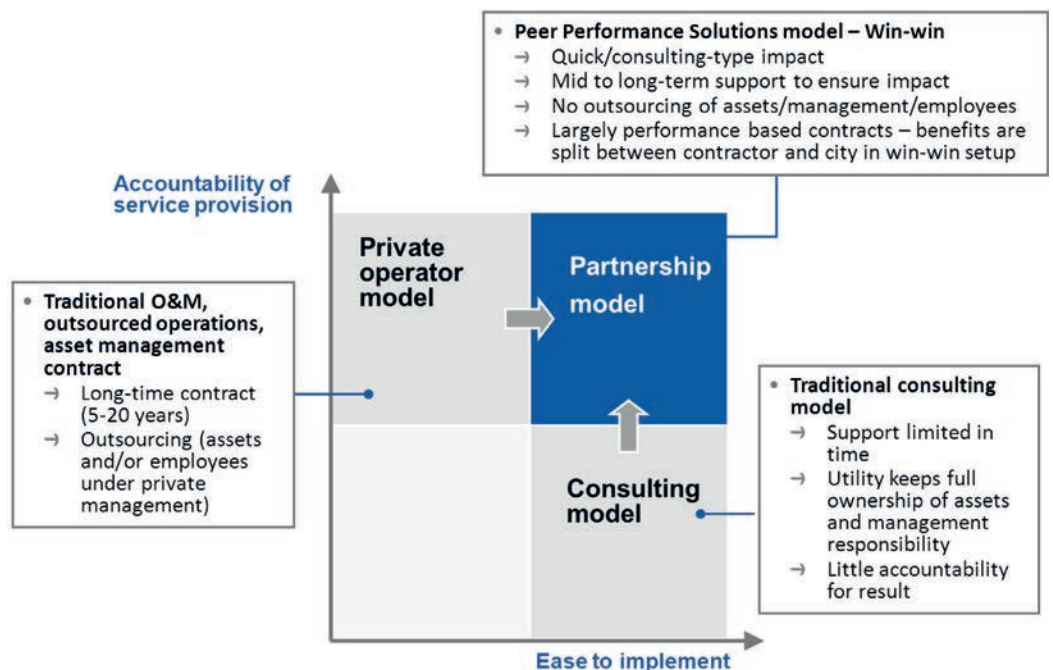 • Peer Performance Solutions model – Win-win
→ Quick/consulting-type impact
→ Mid to long-term support to ensure impact
→ No outsourcing of assets/management/employees
→ Largely performance based contracts – benefits are
split between contractor and city in win-win setup
Accountability of
service provision
Private
operator
model
Partnership
model
• Traditional O&M,
outsourced operations,
asset management
contract
→ Long-time contract
(5-20 years)
→ Outsourcing (assets
and/or employees
under private
management)
• Traditional consulting
model
→ Support limited in
time
→ Utility keeps full
ownership of assets
and management
responsibility
→ Little accountability
for result
Consulting
model
Ease to implement